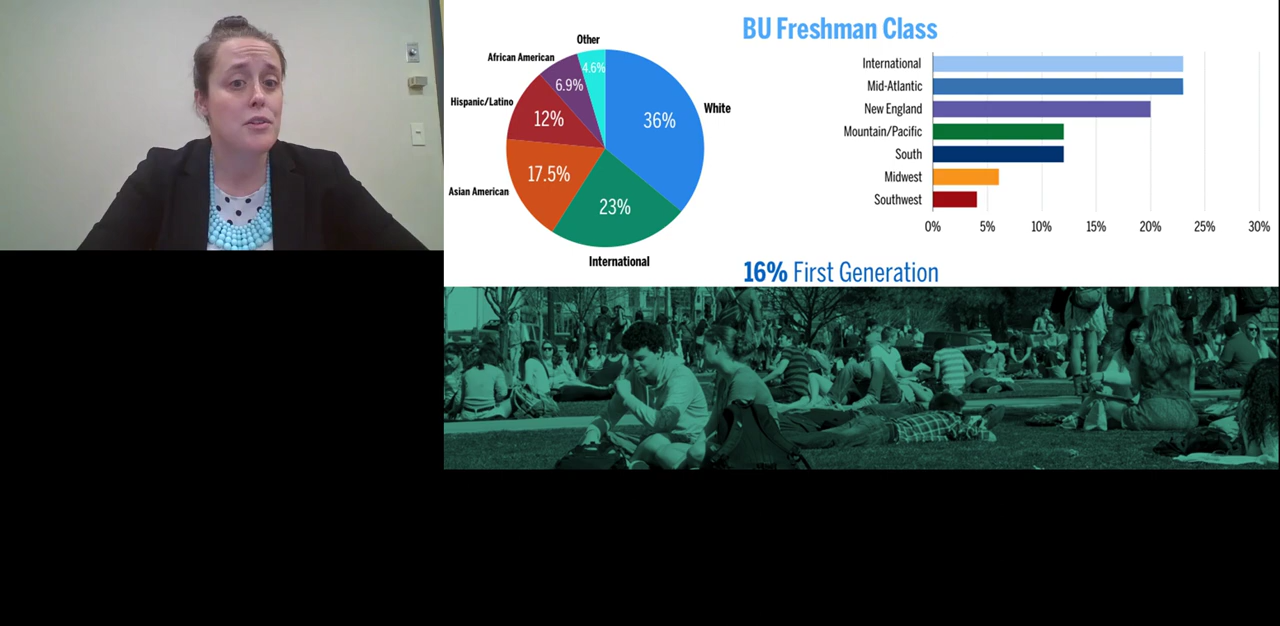 BU Freshman Class
Other
4.6%
African American
6.9%
Hispanic/Latino
12%
White
36%
Asian American
17.5%
23%
International
International
Mid-Atlantic
New England
Mountain/Pacific
South
Midwest
Southwest
0% 5% 10% 15% 20% 25% 30%
16% First Generation